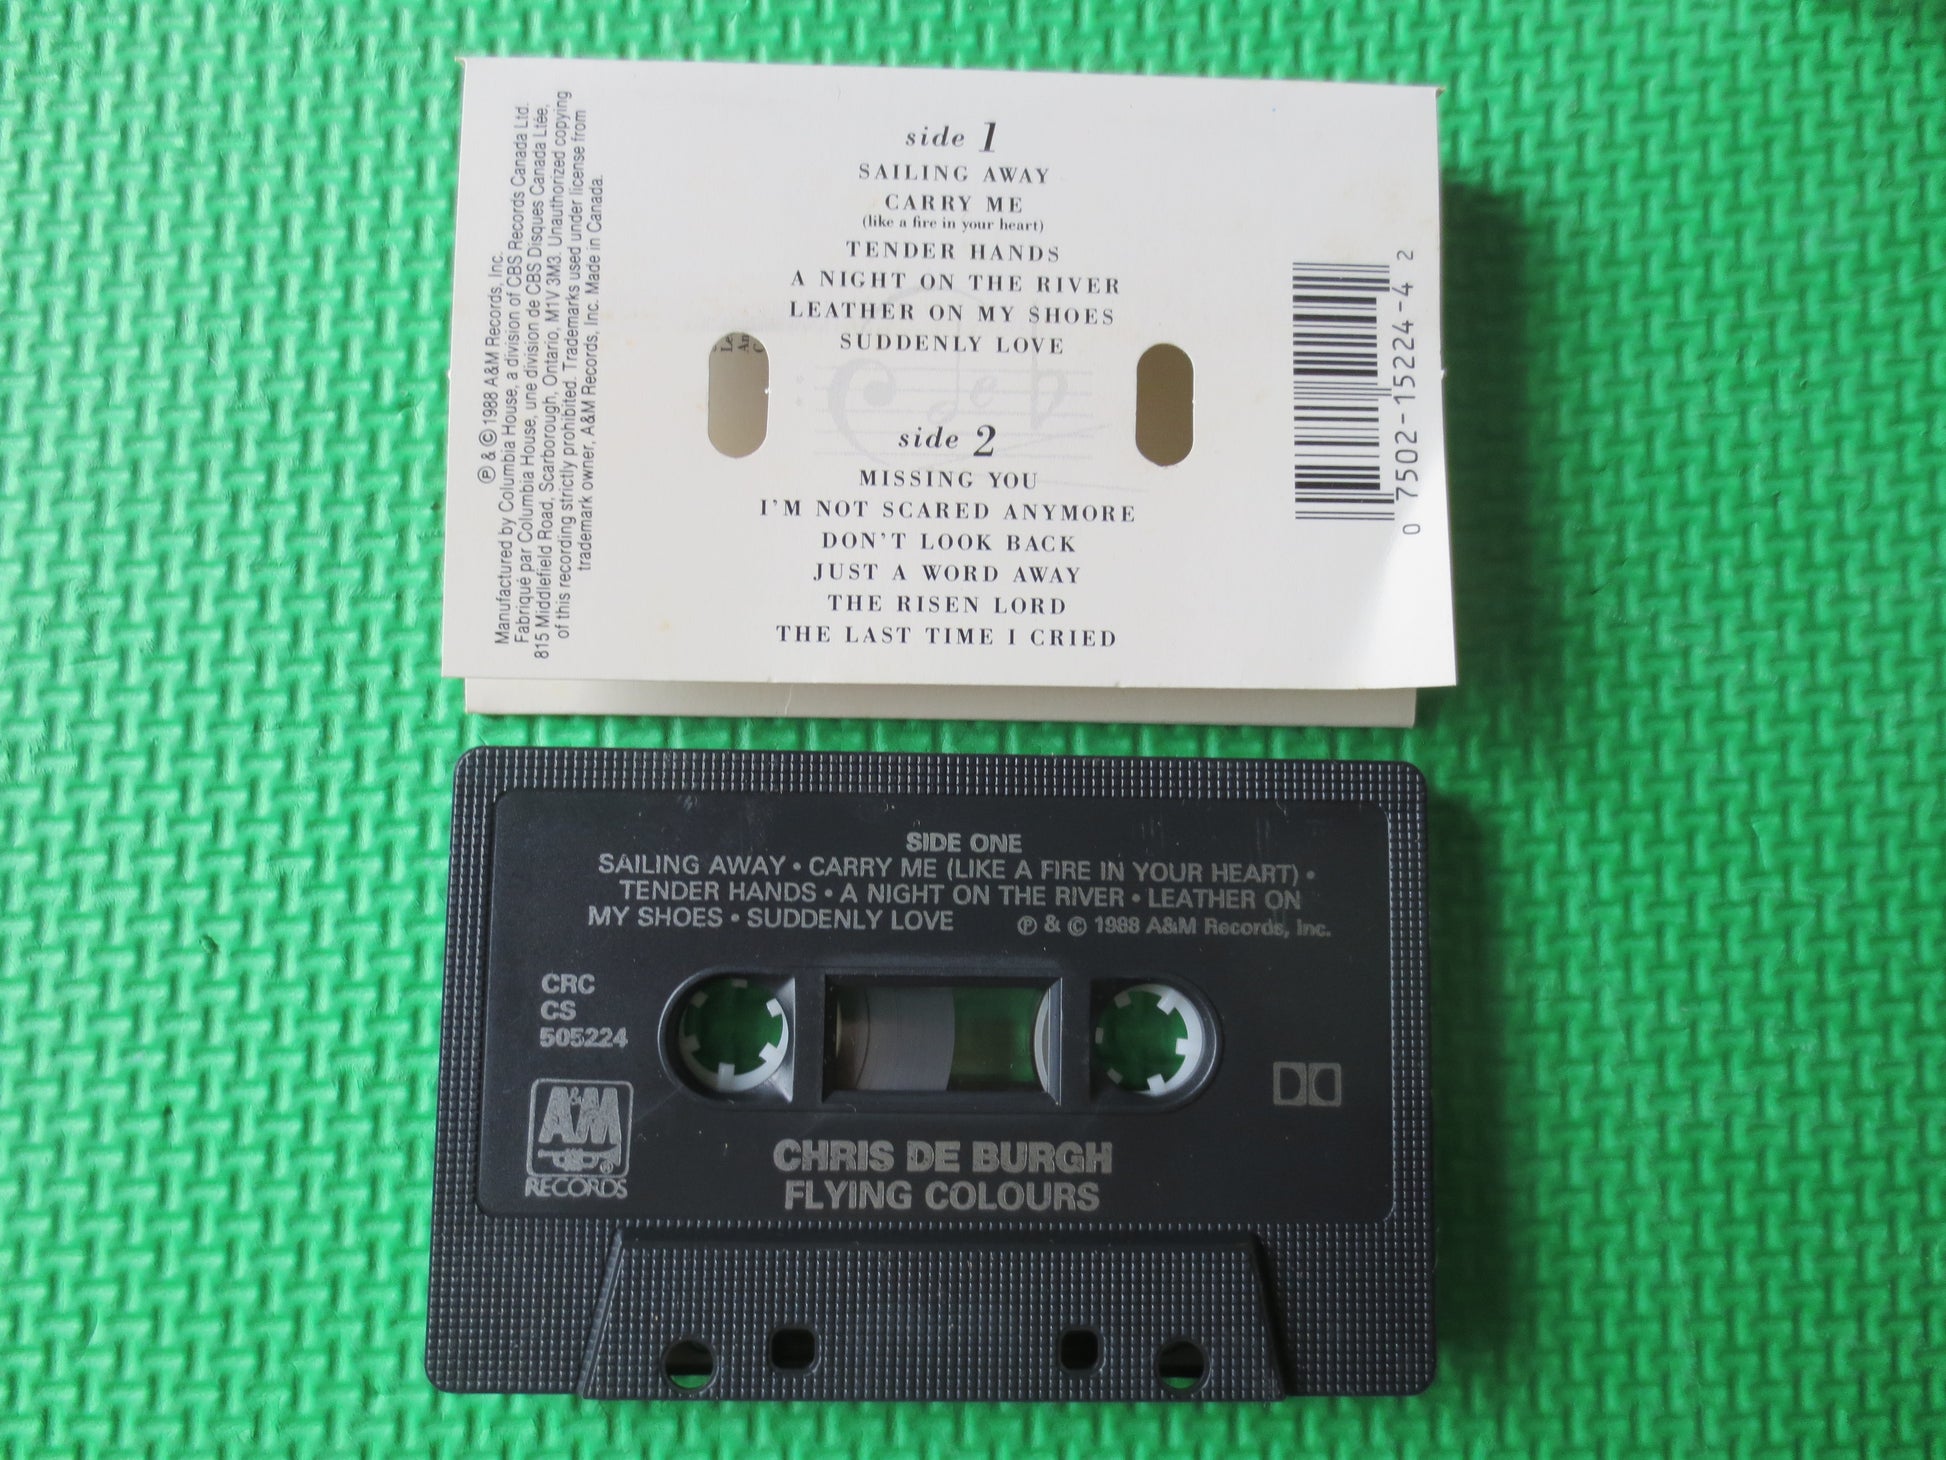 ℗ & © 1988 A&M Records, Inc.
Manufactured by Columbia House, a division of CBS Records Canada Ltd.
Fabriqué par Columbia House, une division de CBS Disques Canada Ltée,
815 Middlefield Road, Scarborough, Ontario, M1V 3M3. Unauthorized copying
of this recording strictly prohibited. Trademarks used under license from
trademark owner, A&M Records, Inc. Made in Canada.
side 1
SAILING AWAY
CARRY ME
(like a fire in your heart)
TENDER HANDS
A NIGHT ON THE RIVER
LEATHER ON MY SHOES
SUDDENLY LOVE
side 2
MISSING YOU
I'M NOT SCARED ANYMORE
DON'T LOOK BACK
JUST A WORD AWAY
THE RISEN LORD
THE LAST TIME I CRIED
0 7502-15224-4 2
SIDE ONE
SAILING AWAY • CARRY ME (LIKE A FIRE IN YOUR HEART) •
TENDER HANDS • A NIGHT ON THE RIVER • LEATHER ON
MY SHOES • SUDDENLY LOVE ℗ & © 1988 A&M Records, Inc.
CRC
CS
505224
A&M
RECORDS
CHRIS DE BURGH
FLYING COLOURS